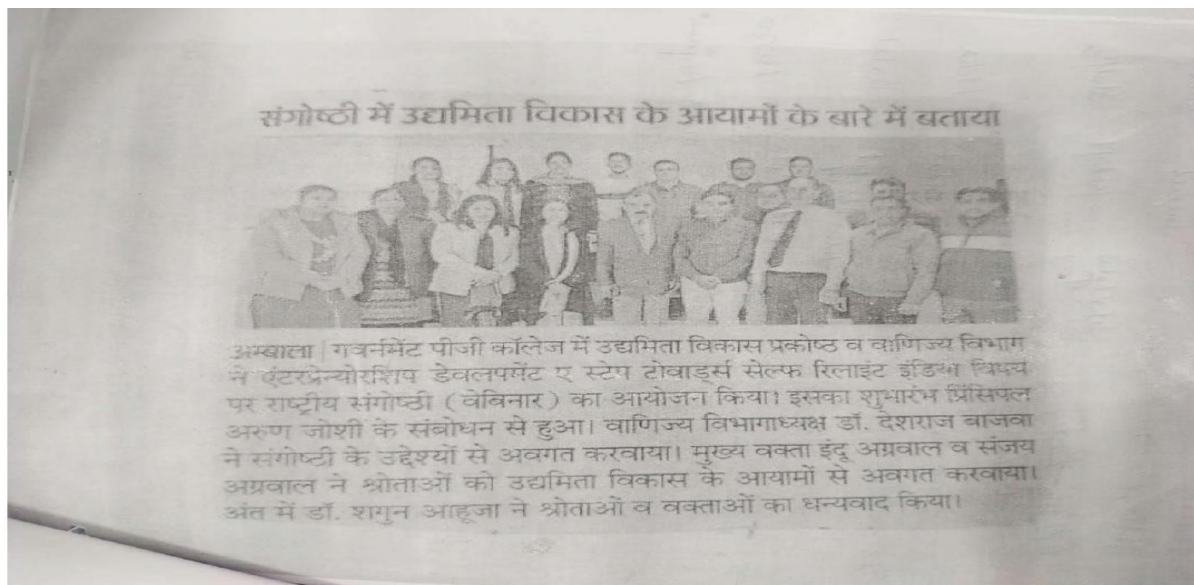 संगोष्ठी में उद्यमिता विकास के आयामों के बारे में बताया
अम्बाला | गवर्नमेंट पीजी कॉलेज में उद्यमिता विकास प्रकोष्ठ व वाणिज्य विभाग
ने एंटरप्रेन्योरशिप डेवलपमेंट ए स्टेप टोवार्ड्स सेल्फ रिलाइंट इंडिया विषय
पर राष्ट्रीय संगोष्ठी (वेबिनार) का आयोजन किया। इसका शुभारंभ प्रिंसिपल
अरुण जोशी के संबोधन से हुआ। वाणिज्य विभागाध्यक्ष डॉ. देशराज बाजवा
ने संगोष्ठी के उद्देश्यों से अवगत करवाया। मुख्य वक्ता इंदू अग्रवाल व संजय
अग्रवाल ने श्रोताओं को उद्यमिता विकास के आयामों से अवगत करवाया।
अंत में डॉ. शगुन आहूजा ने श्रोताओं व वक्ताओं का धन्यवाद किया।